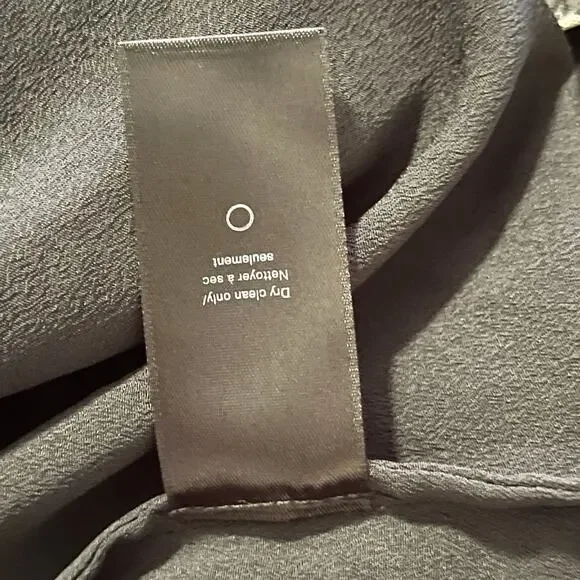 Dry clean only/
Nettoyer à sec
seulement